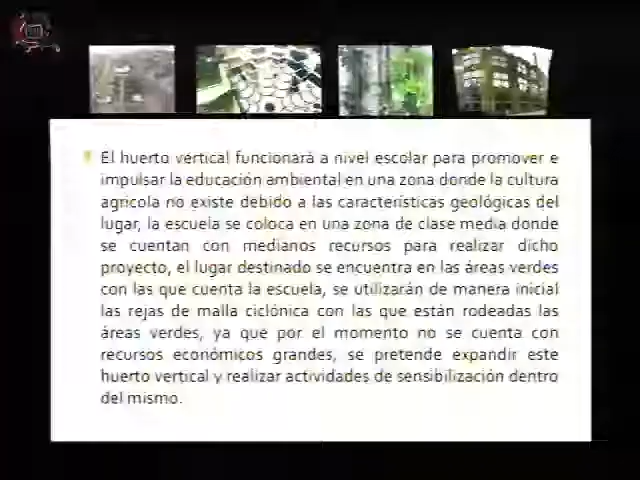 El huerto vertical funcionará a nivel escolar para promover e
impulsar la educación ambiental en una zona donde la cultura
agrícola no existe debido a las características geológicas del
lugar, la escuela se coloca en una zona de clase media donde
se cuentan con medianos recursos para realizar dicho
proyecto, el lugar destinado se encuentra en las áreas verdes
con las que cuenta la escuela, se utilizarán de manera inicial
las rejas de malla ciclónica con las que están rodeadas las
áreas verdes, ya que por el momento no se cuenta con
recursos económicos grandes, se pretende expandir este
huerto vertical y realizar actividades de sensibilización dentro
del mismo.